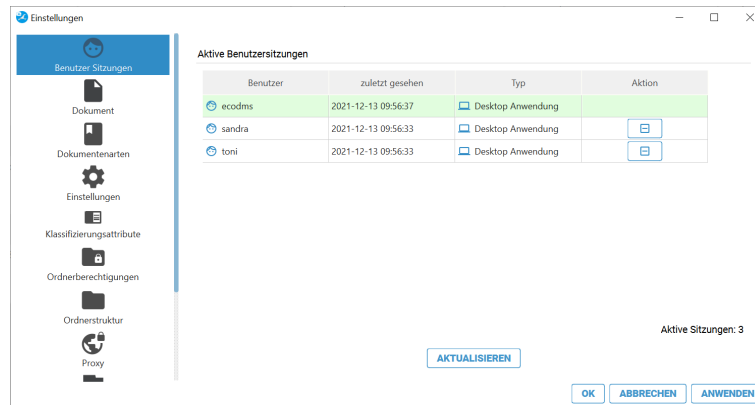 Einstellungen
Benutzer Sitzungen
Dokument
Dokumentenarten
Einstellungen
Klassifizierungsattribute
Ordnerberechtigungen
Ordnerstruktur
Proxy
Aktive Benutzersitzungen
Benutzer zuletzt gesehen Typ Aktion
ecodms 2021-12-13 09:56:37 Desktop Anwendung
sandra 2021-12-13 09:56:33 Desktop Anwendung
toni 2021-12-13 09:56:33 Desktop Anwendung
Aktive Sitzungen: 3
AKTUALISIEREN
OK ABBRECHEN ANWENDEN